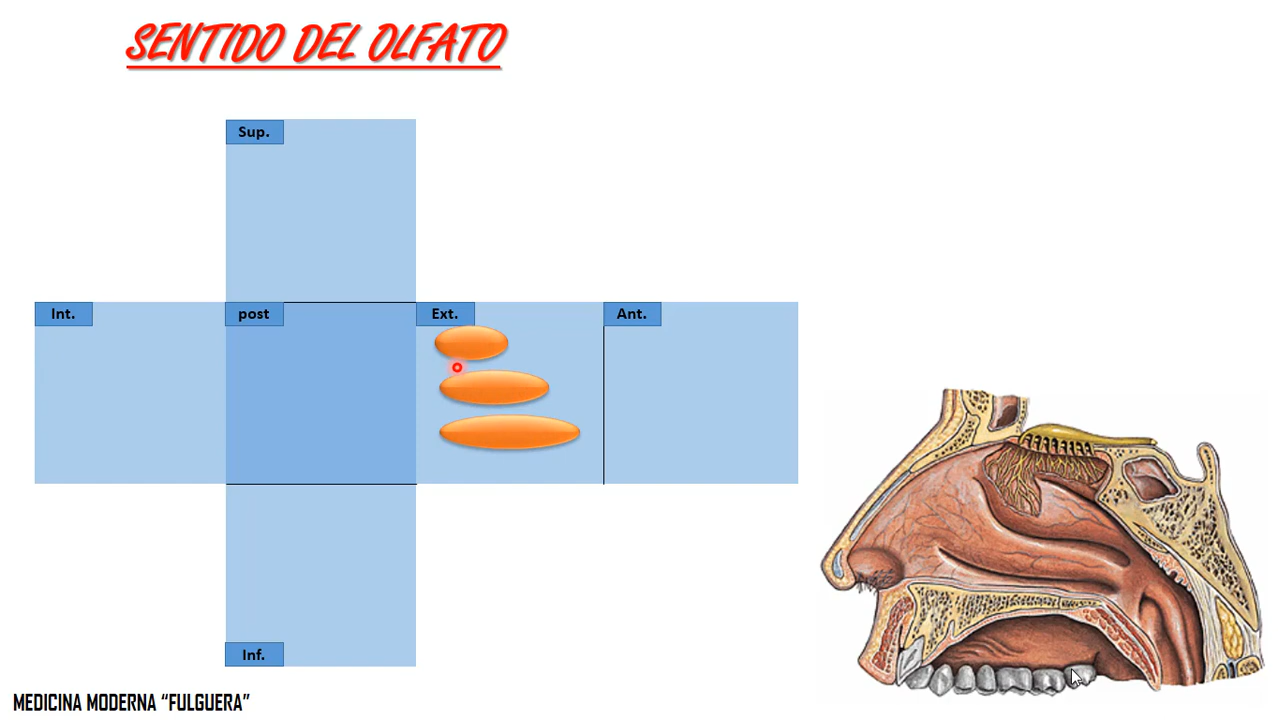 SENTIDO DEL OLFATO
Sup.
Int.
post
Ext.
Ant.
Inf.
MEDICINA MODERNA “FULGUERA”